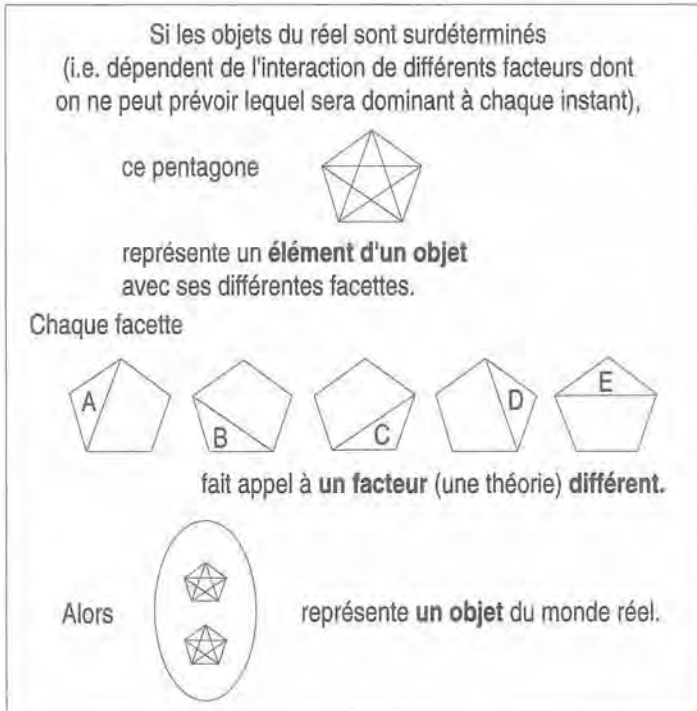 Si les objets du réel sont surdéterminés
(i.e. dépendent de l'interaction de différents facteurs dont
on ne peut prévoir lequel sera dominant à chaque instant),
ce pentagone
représente un élément d'un objet
avec ses différentes facettes.
Chaque facette
A B C D E
fait appel à un facteur (une théorie) différent.
Alors représente un objet du monde réel.